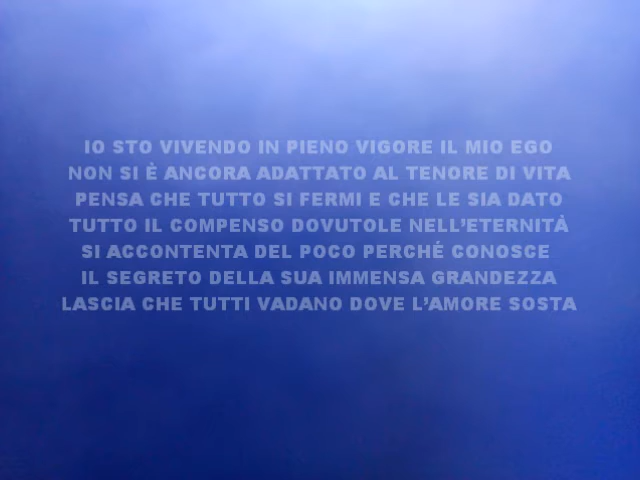 IO STO VIVENDO IN PIENO VIGORE IL MIO EGO
NON SI È ANCORA ADATTATO AL TENORE DI VITA
PENSA CHE TUTTO SI FERMI E CHE LE SIA DATO
TUTTO IL COMPENSO DOVUTOLE NELL'ETERNITÀ
SI ACCONTENTA DEL POCO PERCHÉ CONOSCE
IL SEGRETO DELLA SUA IMMENSA GRANDEZZA
LASCIA CHE TUTTI VADANO DOVE L'AMORE SOSTA